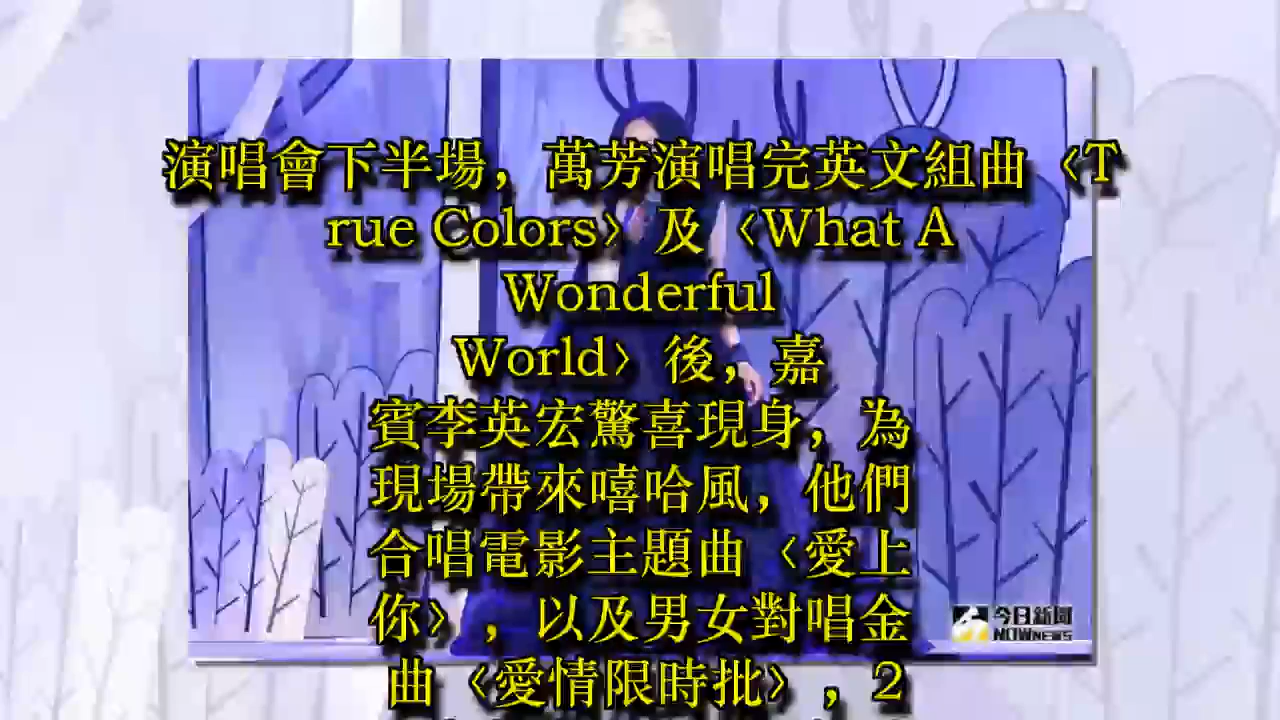 演唱會下半場，萬芳演唱完英文組曲〈T
rue Colors〉及〈What A
Wonderful
World〉後，嘉
賓李英宏驚喜現身，為
現場帶來嘻哈風，他們
合唱電影主題曲〈愛上
你〉，以及男女對唱金
曲〈愛情限時批〉，2
今日新聞
NOWnews